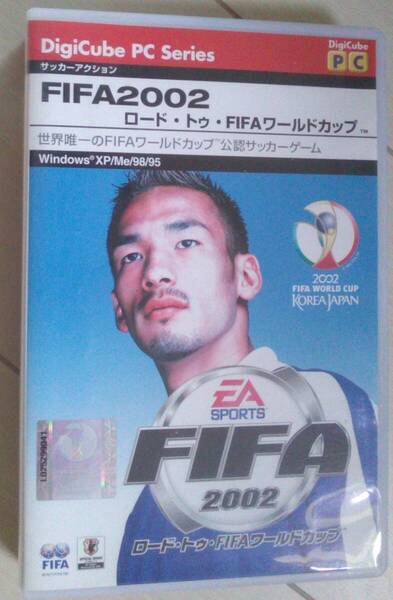 DigiCube PC Series
DigiCube
PC
サッカーアクション
FIFA2002
ロード・トゥ・FIFAワールドカップ™
世界唯一のFIFAワールドカップ™公認サッカーゲーム
Windows®XP/Me/98/95
2002
FIFA WORLD CUP
KOREA JAPAN
EA
SPORTS™
FIFA
2002
ロード・トゥ・FIFAワールドカップ™
FIFA